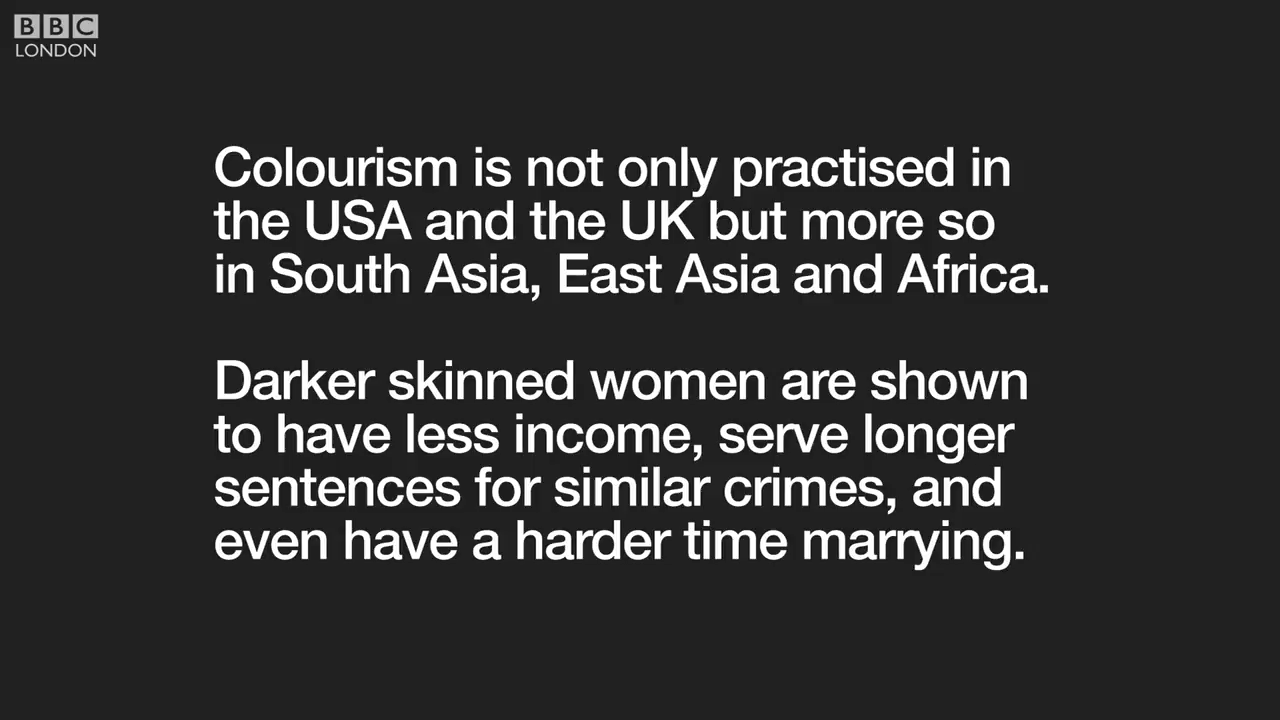 BBC
LONDON
Colourism is not only practised in
the USA and the UK but more so
in South Asia, East Asia and Africa.
Darker skinned women are shown
to have less income, serve longer
sentences for similar crimes, and
even have a harder time marrying.